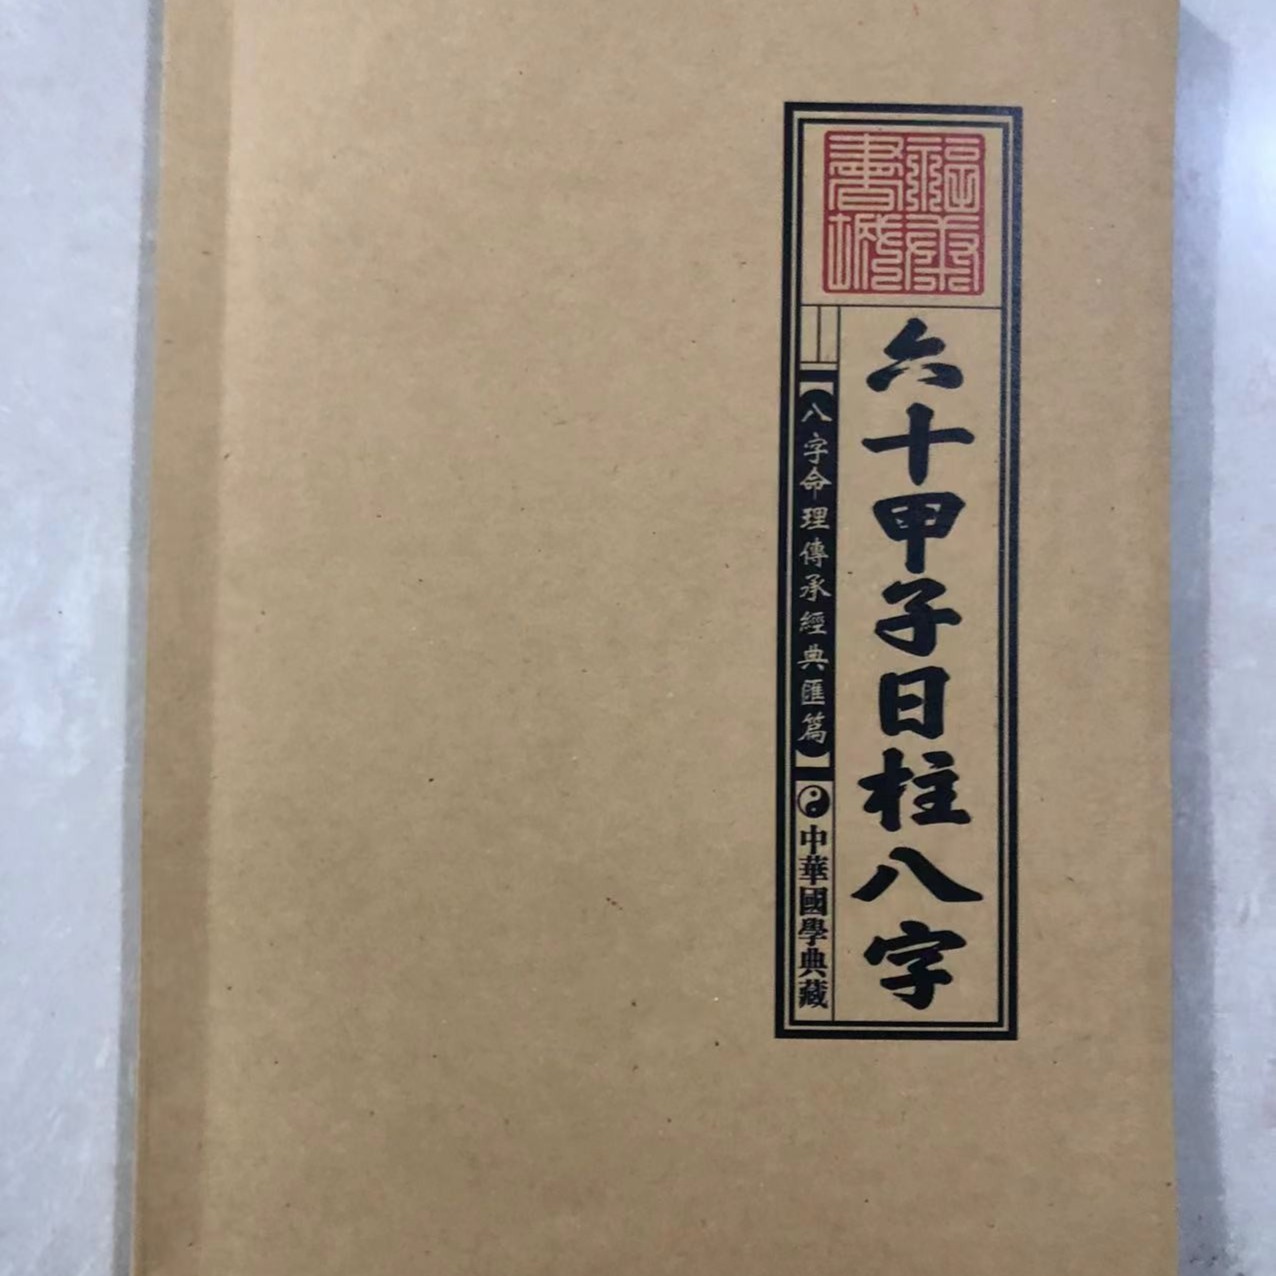 六十甲子日柱八字
【八字命理傳承經典匯篇】
中華國學典藏